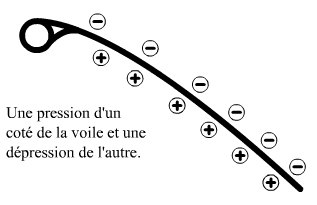 Une pression d'un
coté de la voile et une
dépression de l'autre.